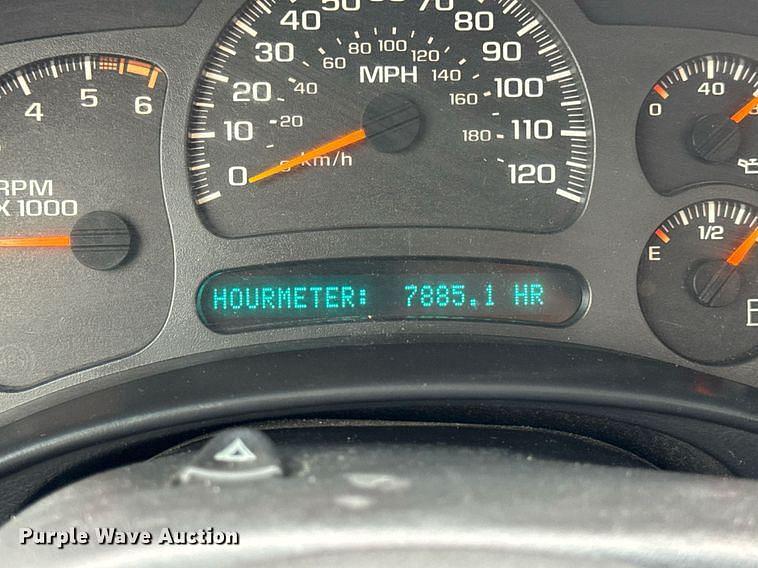 50 60 70
40 80
30 90
60 80 100 120
MPH
20 40 140 100
160
10 20 180 110
0 km/h 120
4 5 6
RPM
X 1000
0 40
E 1/2
HOURMETER: 7885.1 HR
Purple Wave Auction